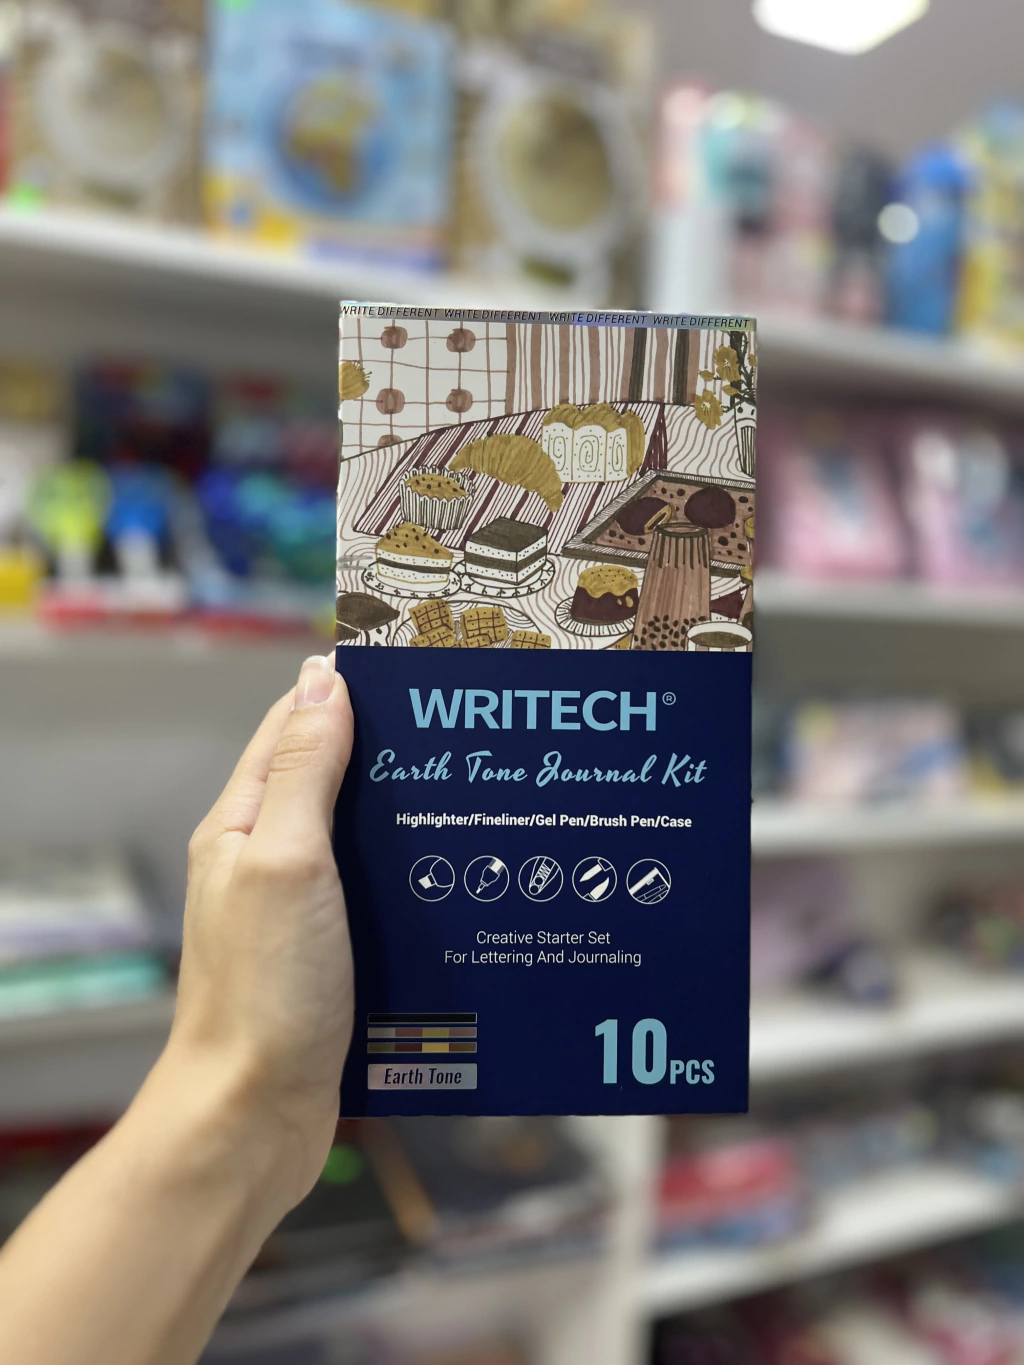 WRITE DIFFERENT WRITE DIFFERENT WRITE DIFFERENT WRITE DIFFERENT
WRITECH®
Earth Tone Journal Kit
Highlighter/Fineliner/Gel Pen/Brush Pen/Case
Creative Starter Set
For Lettering And Journaling
Earth Tone
10PCS